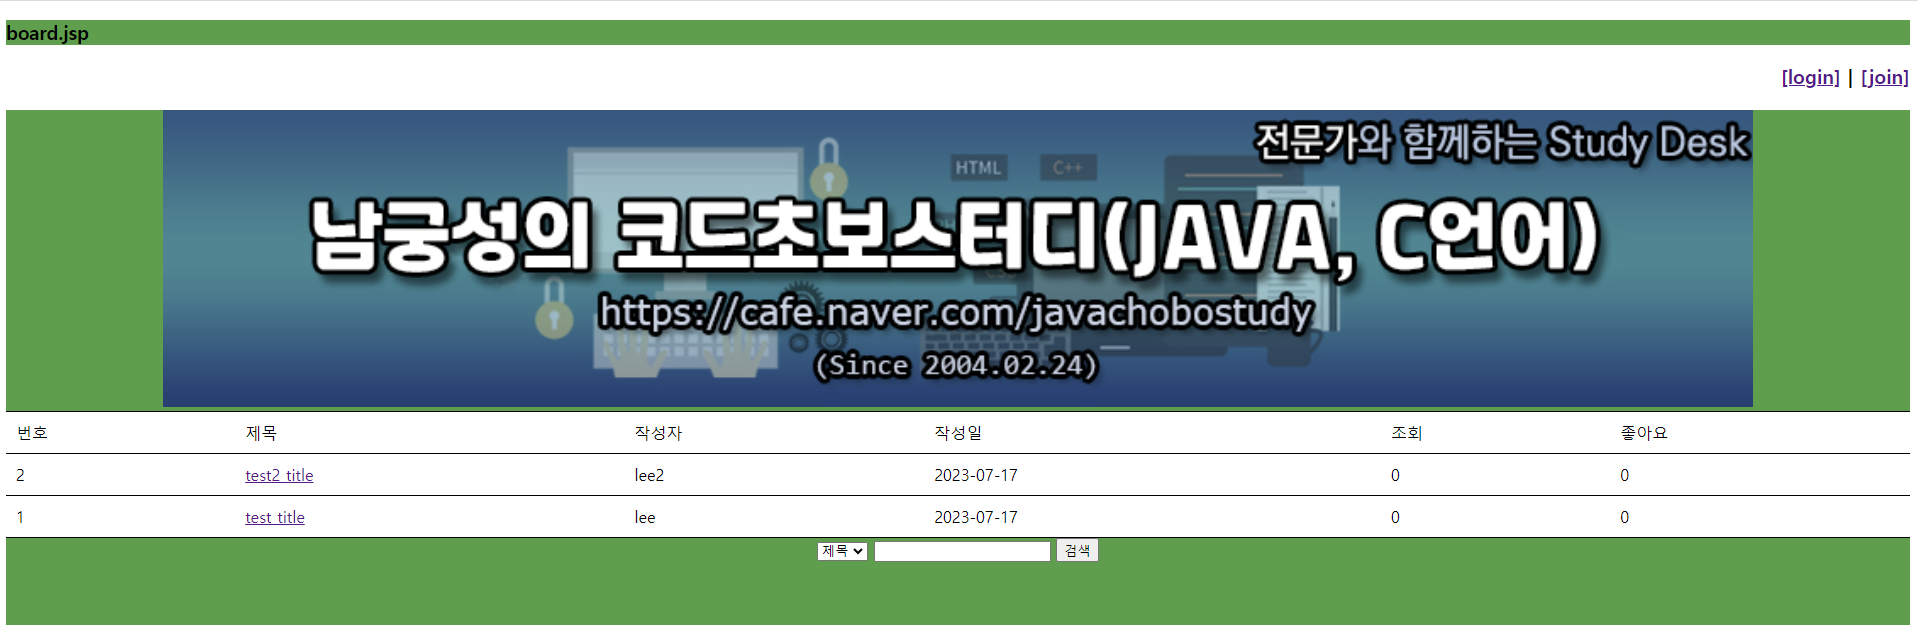 board.jsp
[login] | [join]
전문가와 함께하는 Study Desk
HTML C++
남궁성의 코드초보스터디(JAVA, C언어)
https://cafe.naver.com/javachobostudy
(Since 2004.02.24)
번호 제목 작성자 작성일 조회 좋아요
2 test2 title lee2 2023-07-17 0 0
1 test title lee 2023-07-17 0 0
제목 검색